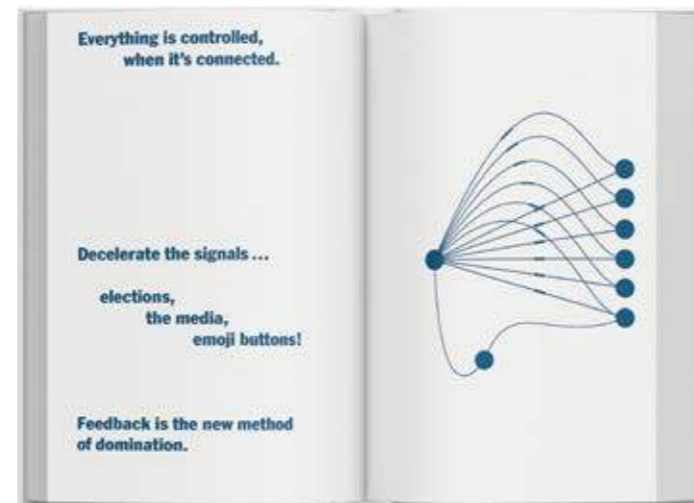 Everything is controlled,
when it's connected.
Decelerate the signals ...
elections,
the media,
emoji buttons!
Feedback is the new method
of domination.